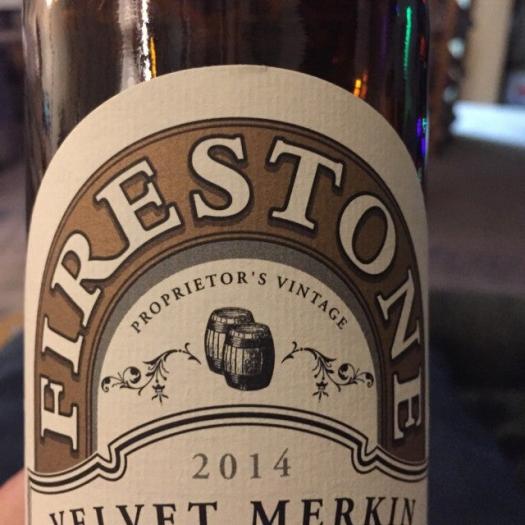 FIRESTONE
PROPRIETOR'S VINTAGE
2014
VELVET MERKIN